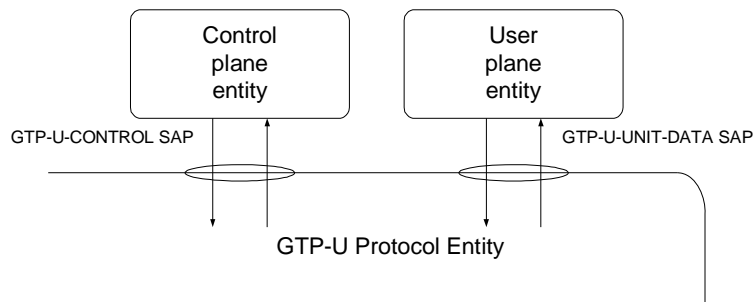 Control
plane
entity
User
plane
entity
GTP-U-CONTROL SAP
GTP-U-UNIT-DATA SAP
GTP-U Protocol Entity